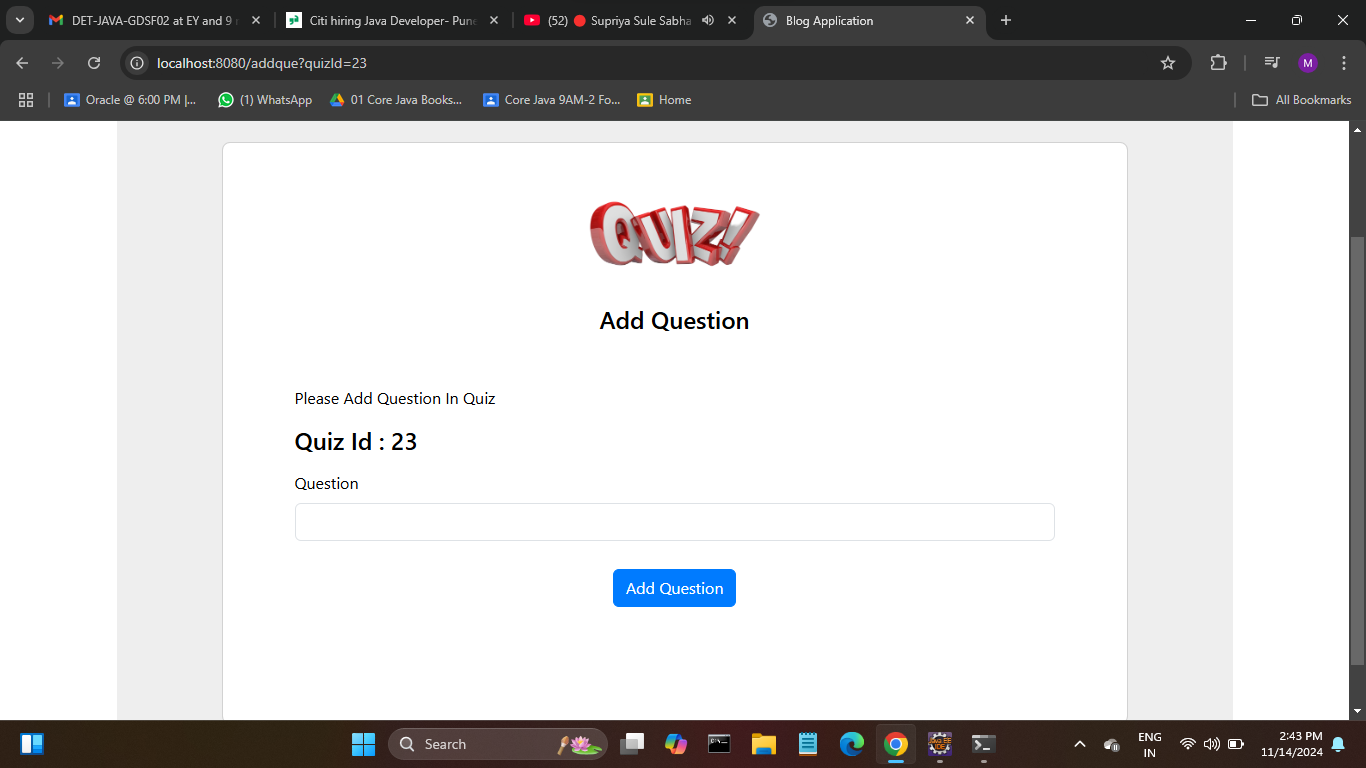 DET-JAVA-GDSF02 at EY and 9
Citi hiring Java Developer- Pune
(52) 🔴 Supriya Sule Sabha
Blog Application
localhost:8080/addque?quizId=23
M
Oracle @ 6:00 PM |...
(1) WhatsApp
01 Core Java Books...
Core Java 9AM-2 Fo...
Home
All Bookmarks
QUIZ!
Add Question
Please Add Question In Quiz
Quiz Id : 23
Question
Add Question
Search
ENG
IN
2:43 PM
11/14/2024